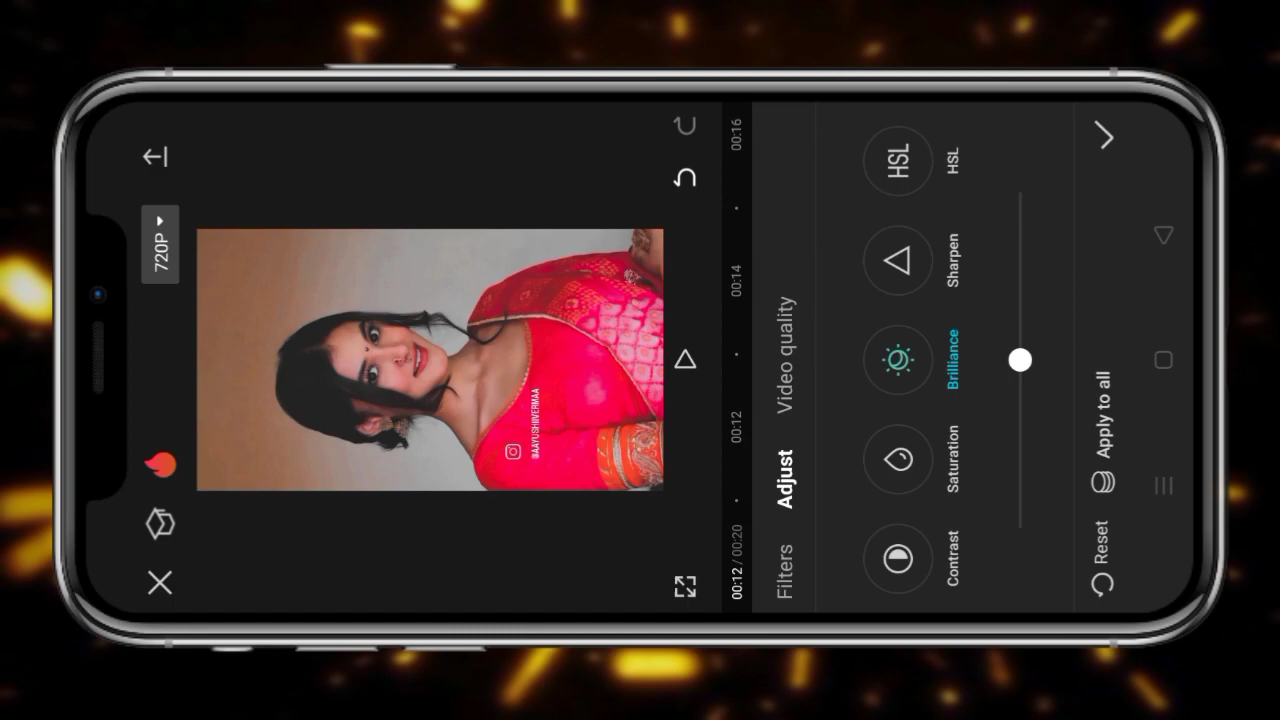 720P
@AAYUSHIIVERMAA
00:12 / 00:20 · 00:12 · 00:14 · 00:16
Filters Adjust Video quality
HSL
Contrast Saturation Brilliance Sharpen HSL
Reset Apply to all